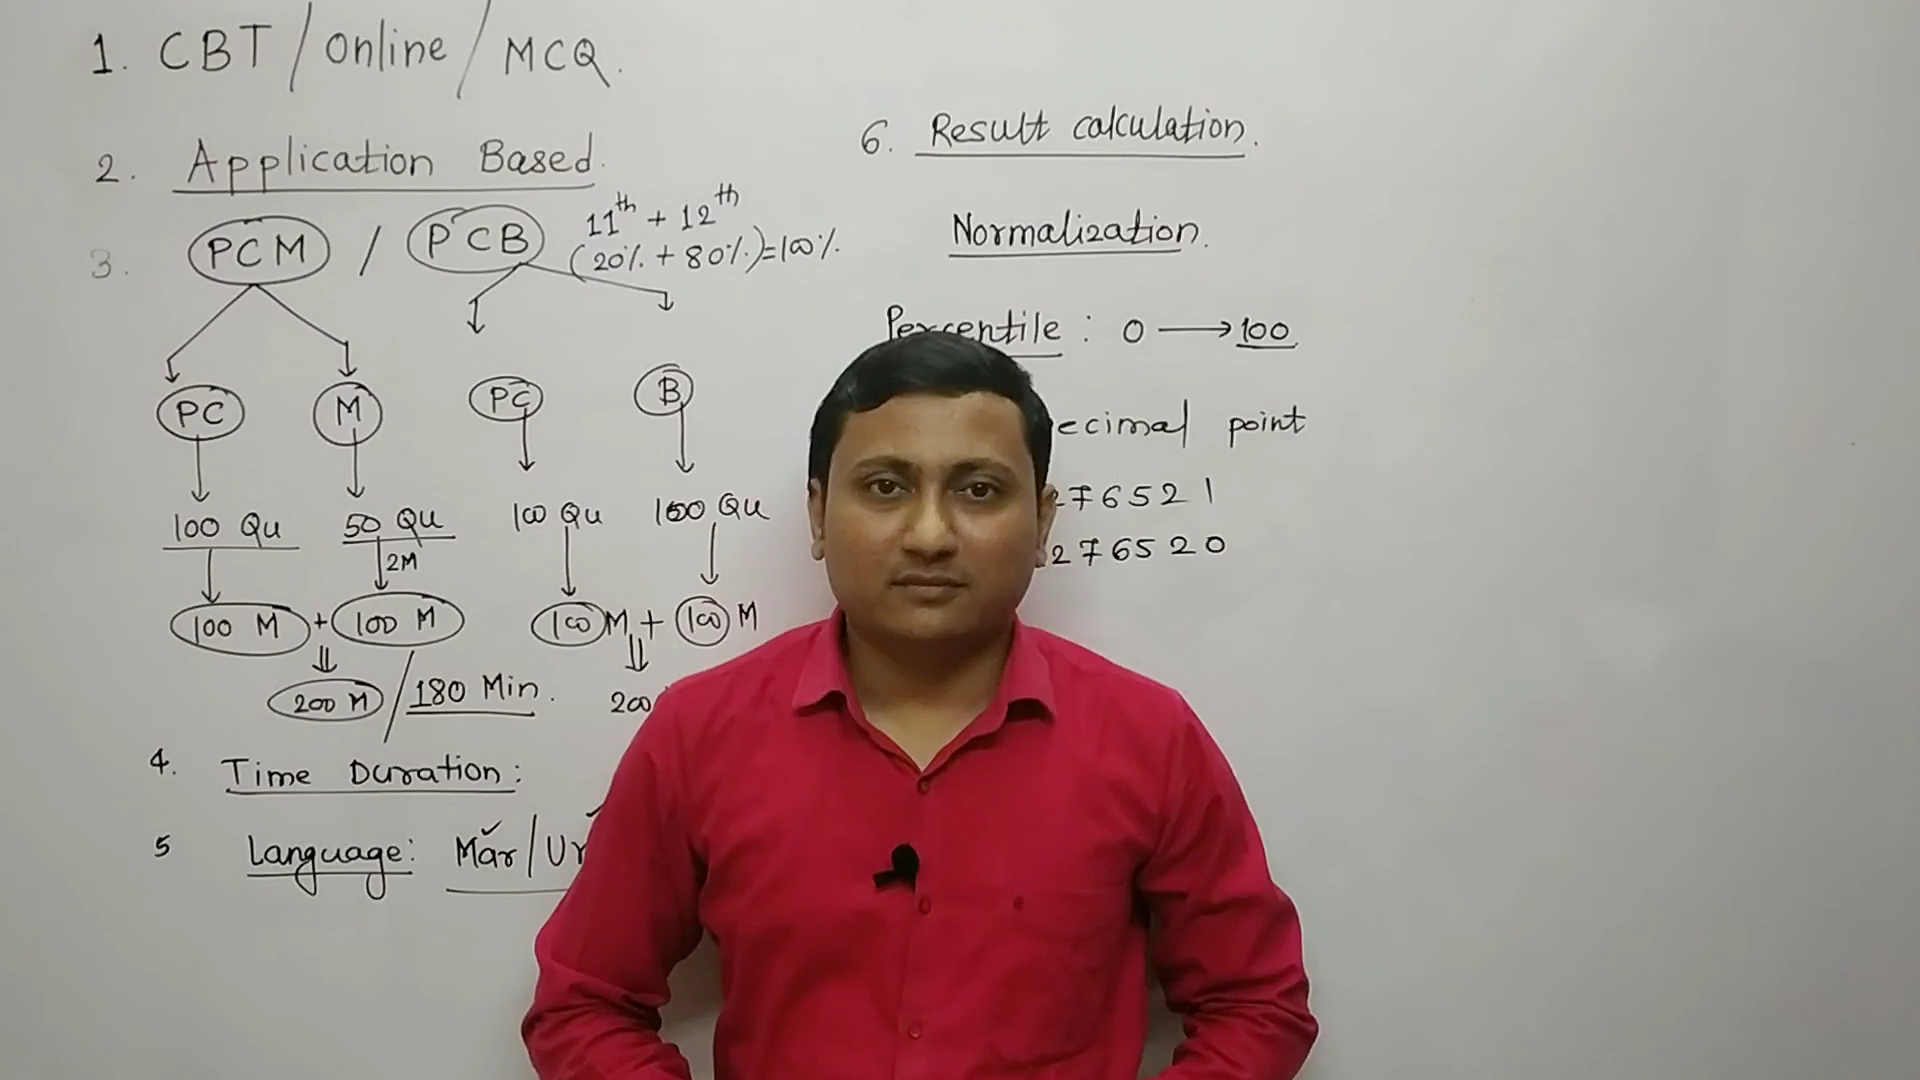 1. CBT / online / MCQ.
2. Application Based.
3. PCM / PCB 11th + 12th
(20% + 80%)=100%.
PC M PC B
100 Qu 50 Qu 100 Qu 100 Qu
2M
100 M + 100 M 100 M + 100 M
200 M / 180 Min. 200
4. Time Duration:
5 Language: Mar/Ur
6. Result calculation.
Normalization.
Percentile: 0 → 100
ecimal point
276521
276520